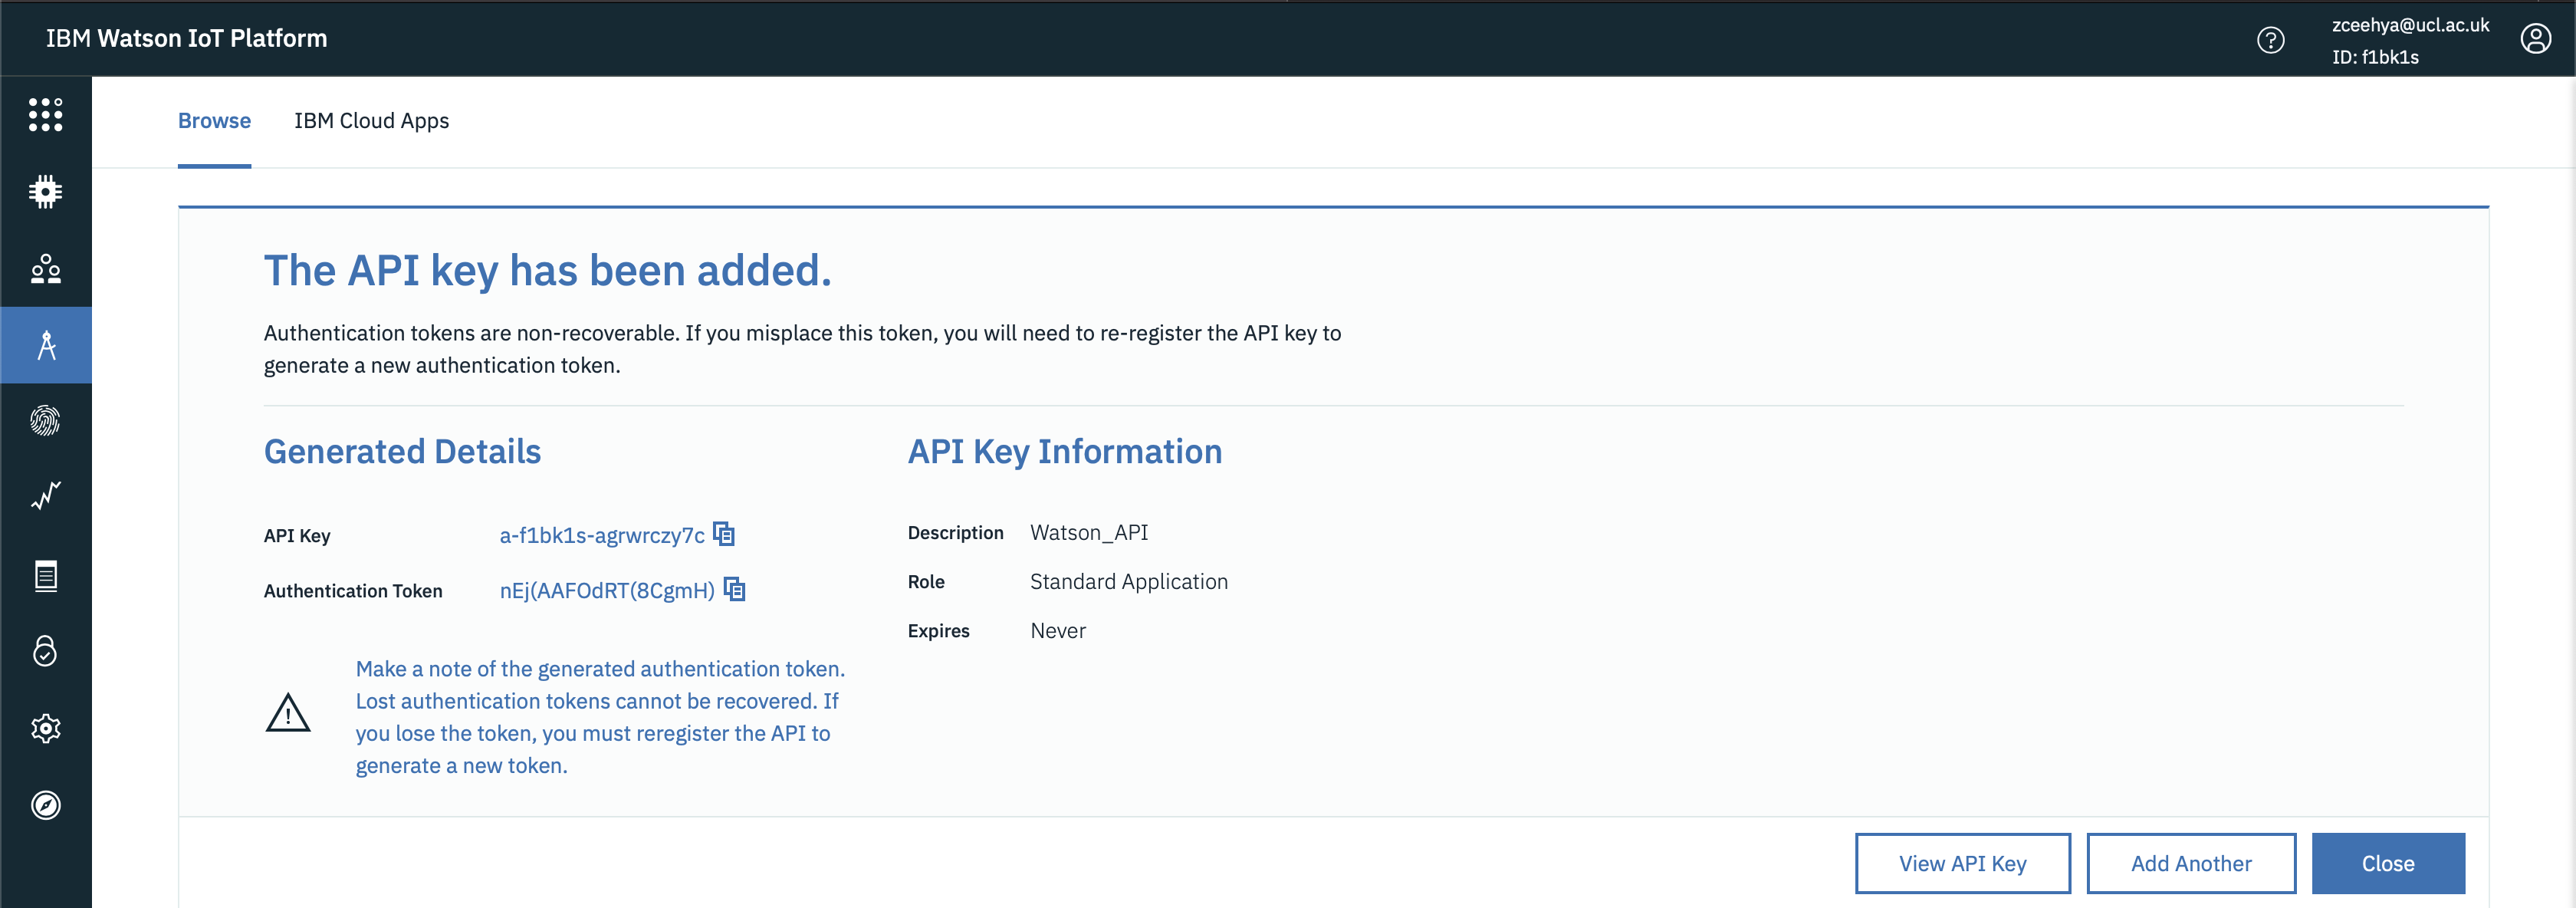 IBM Watson IoT Platform
zceehya@ucl.ac.uk
ID: f1bk1s
Browse
IBM Cloud Apps
The API key has been added.
Authentication tokens are non-recoverable. If you misplace this token, you will need to re-register the API key to
generate a new authentication token.
Generated Details
API Key a-f1bk1s-agrwrczy7c
Authentication Token nEj(AAFOdRT(8CgmH)
Make a note of the generated authentication token.
Lost authentication tokens cannot be recovered. If
you lose the token, you must reregister the API to
generate a new token.
API Key Information
Description Watson_API
Role Standard Application
Expires Never
View API Key
Add Another
Close